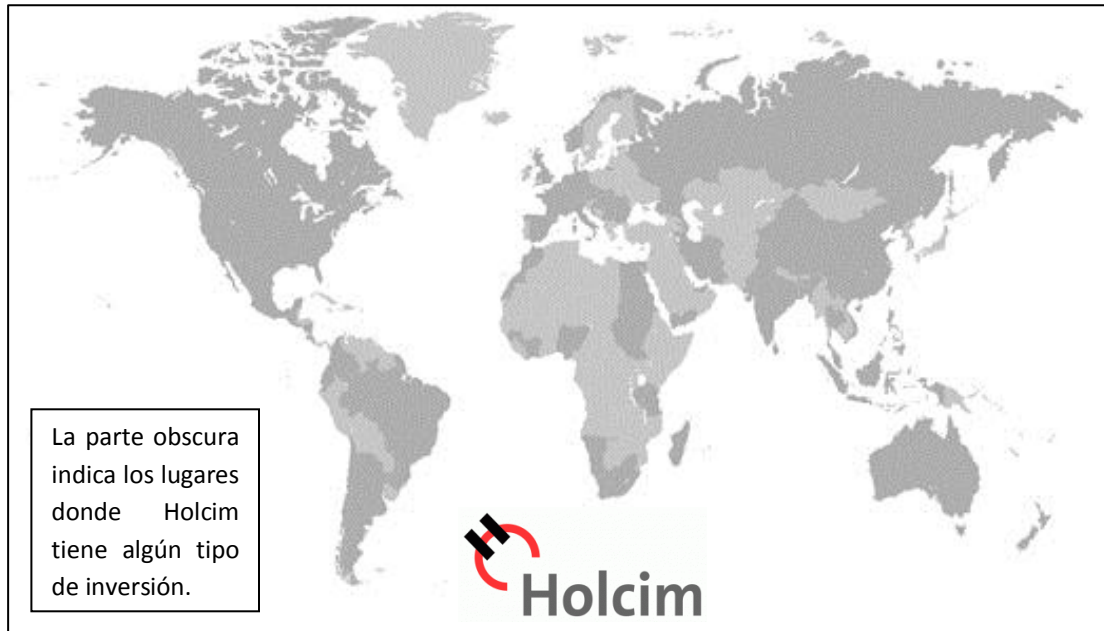 La parte obscura
indica los lugares
donde Holcim
tiene algún tipo
de inversión.
Holcim